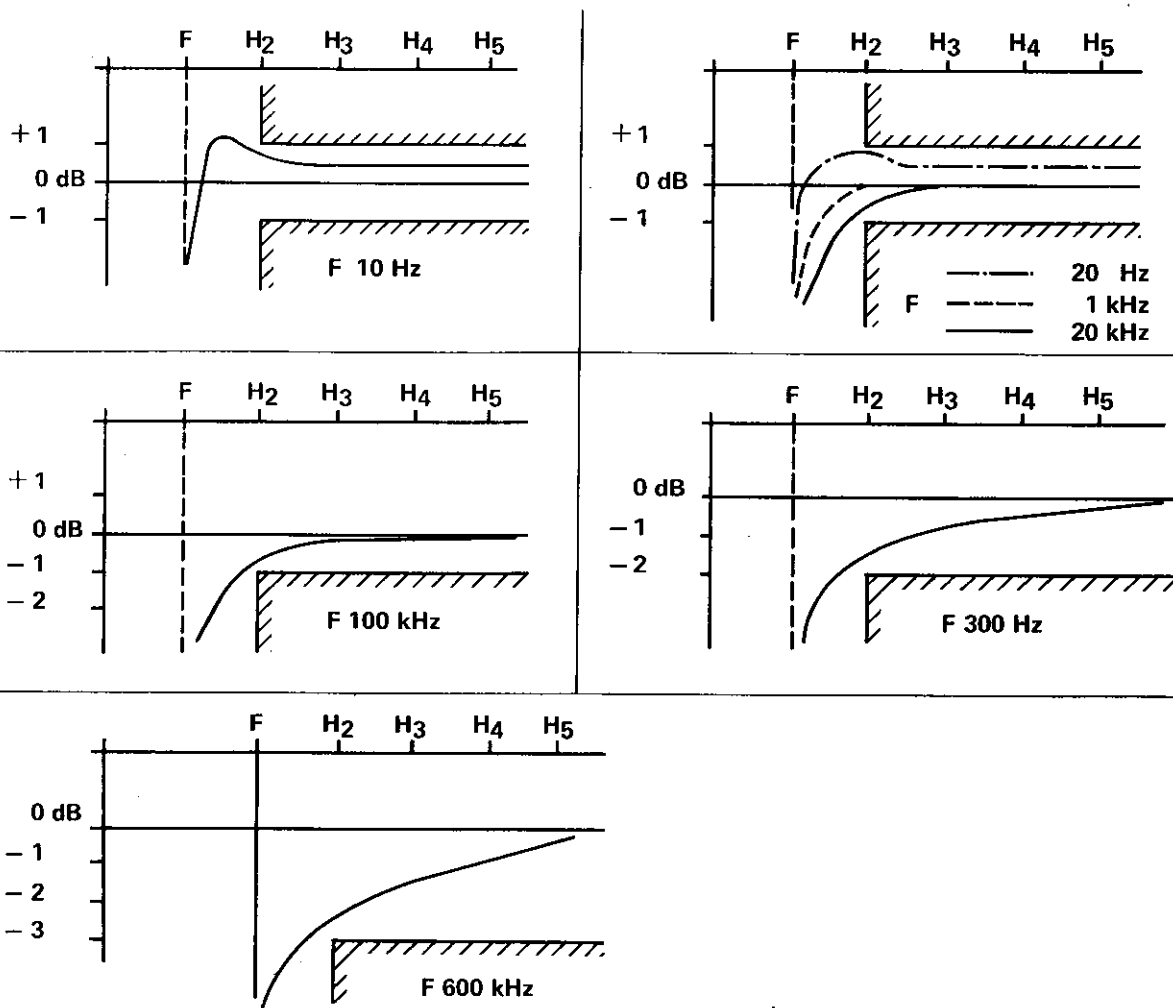 F H2 H3 H4 H5
+1
0 dB
−1
F 10 Hz
F H2 H3 H4 H5
+1
0 dB
−1
20 Hz
F 1 kHz
20 kHz
F H2 H3 H4 H5
+1
0 dB
−1
−2
F 100 kHz
F H2 H3 H4 H5
0 dB
−1
−2
F 300 Hz
F H2 H3 H4 H5
0 dB
−1
−2
−3
F 600 kHz